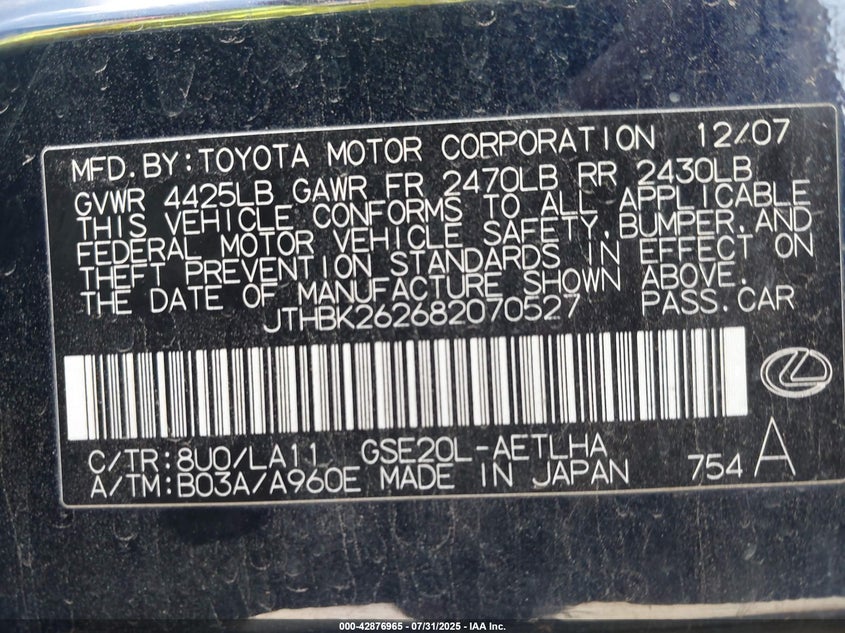 MFD.BY:TOYOTA MOTOR CORPORATION 12/07
GVWR 4425LB GAWR FR 2470LB RR 2430LB
THIS VEHICLE CONFORMS TO ALL APPLICABLE
FEDERAL MOTOR VEHICLE SAFETY,BUMPER,AND
THEFT PREVENTION STANDARDS IN EFFECT ON
THE DATE OF MANUFACTURE SHOWN ABOVE.
JTHBK262682070527 PASS.CAR
C/TR:8U0/LA11 GSE20L-AETLHA
A/TM:B03A/A960E MADE IN JAPAN 754 A
000-42876965 - 07/31/2025 - IAA Inc.